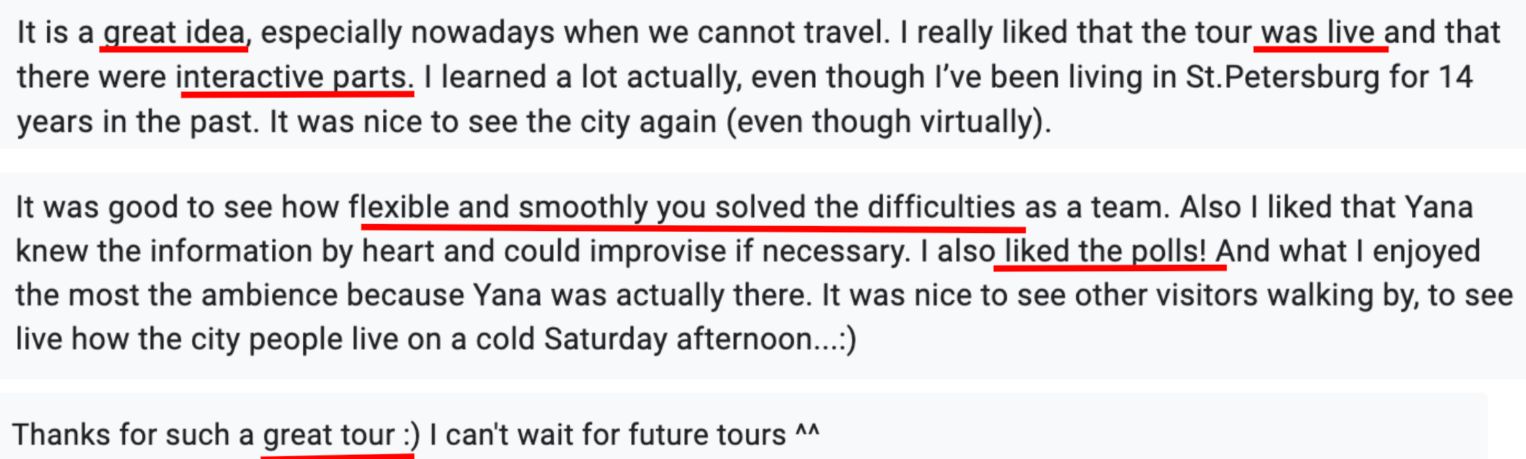 It is a great idea, especially nowadays when we cannot travel. I really liked that the tour was live and that
there were interactive parts. I learned a lot actually, even though I’ve been living in St.Petersburg for 14
years in the past. It was nice to see the city again (even though virtually).
It was good to see how flexible and smoothly you solved the difficulties as a team. Also I liked that Yana
knew the information by heart and could improvise if necessary. I also liked the polls! And what I enjoyed
the most the ambience because Yana was actually there. It was nice to see other visitors walking by, to see
live how the city people live on a cold Saturday afternoon...:)
Thanks for such a great tour :) I can't wait for future tours ^^